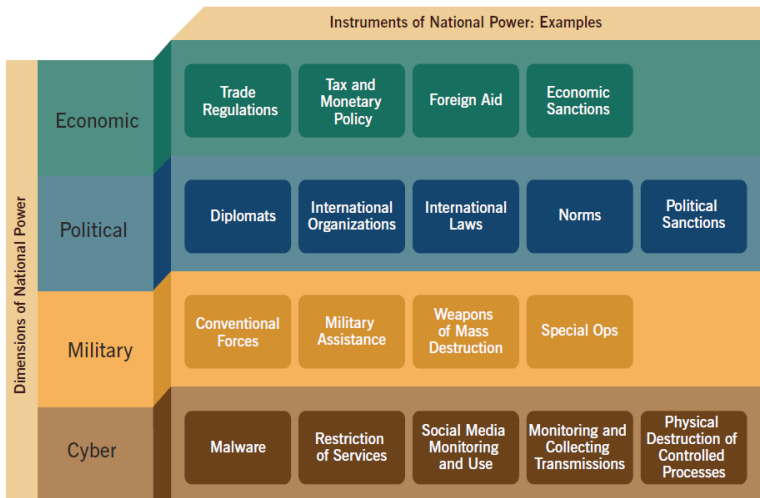 Instruments of National Power: Examples
Dimensions of National Power
Economic
Trade
Regulations
Tax and
Monetary
Policy
Foreign Aid
Economic
Sanctions
Political
Diplomats
International
Organizations
International
Laws
Norms
Political
Sanctions
Military
Conventional
Forces
Military
Assistance
Weapons
of Mass
Destruction
Special Ops
Cyber
Malware
Restriction
of Services
Social Media
Monitoring
and Use
Monitoring and
Collecting
Transmissions
Physical
Destruction of
Controlled
Processes